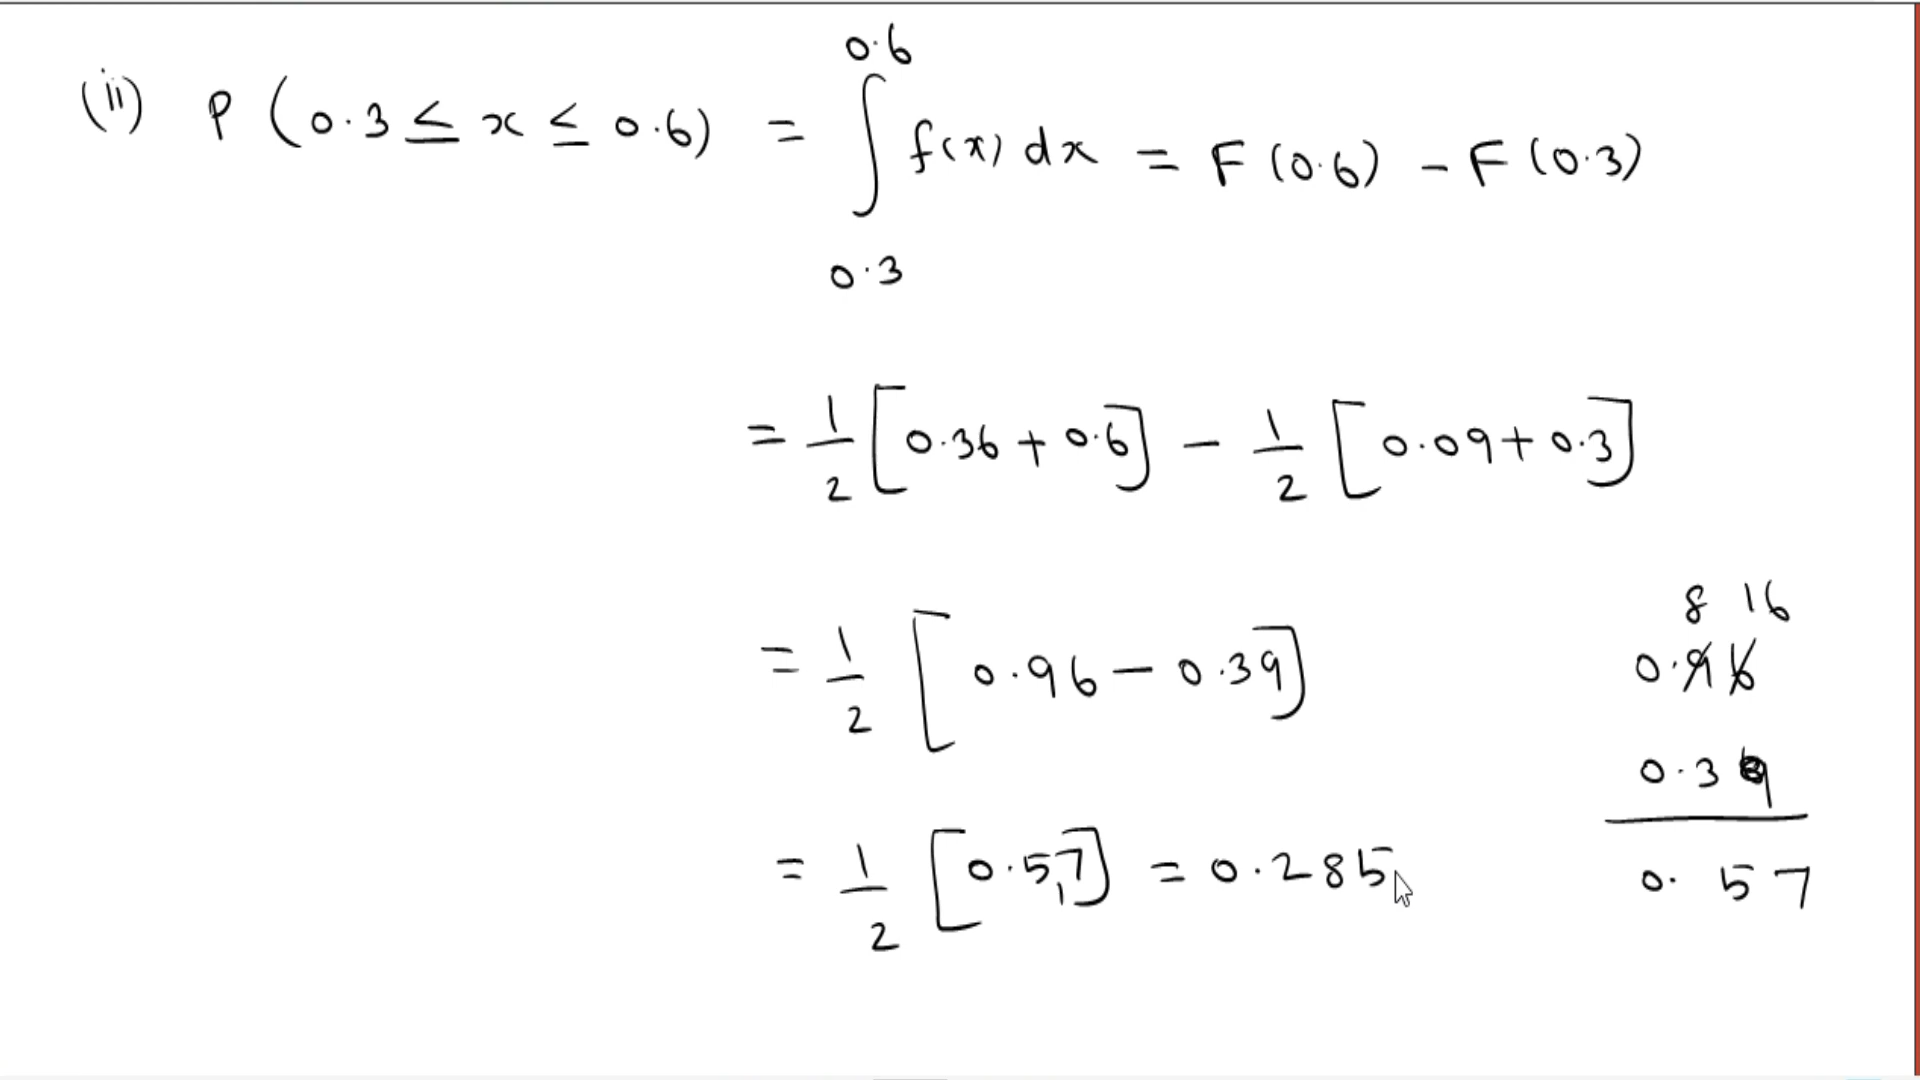 (ii) P (0.3 ≤ x ≤ 0.6) = ∫_{0.3}^{0.6} f(x) dx = F(0.6) - F(0.3)
= 1/2 [0.36 + 0.6] - 1/2 [0.09 + 0.3]
= 1/2 [0.96 - 0.39]
= 1/2 [0.57] = 0.285
8 16
0.96
0.39
0.57